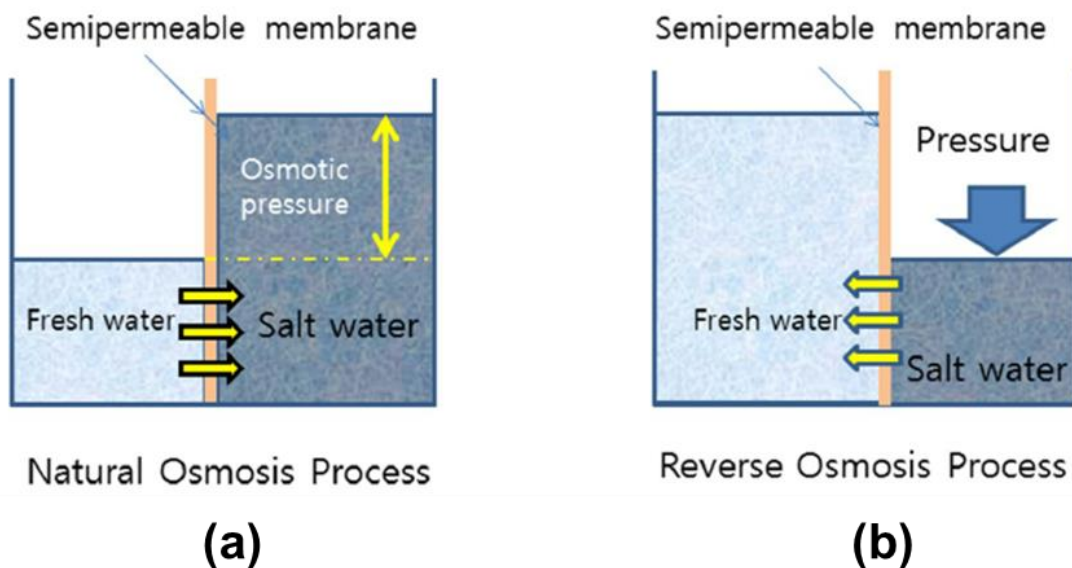 Semipermeable membrane
Osmotic
pressure
Fresh water
Salt water
Natural Osmosis Process
(a)
Semipermeable membrane
Pressure
Fresh water
Salt water
Reverse Osmosis Process
(b)